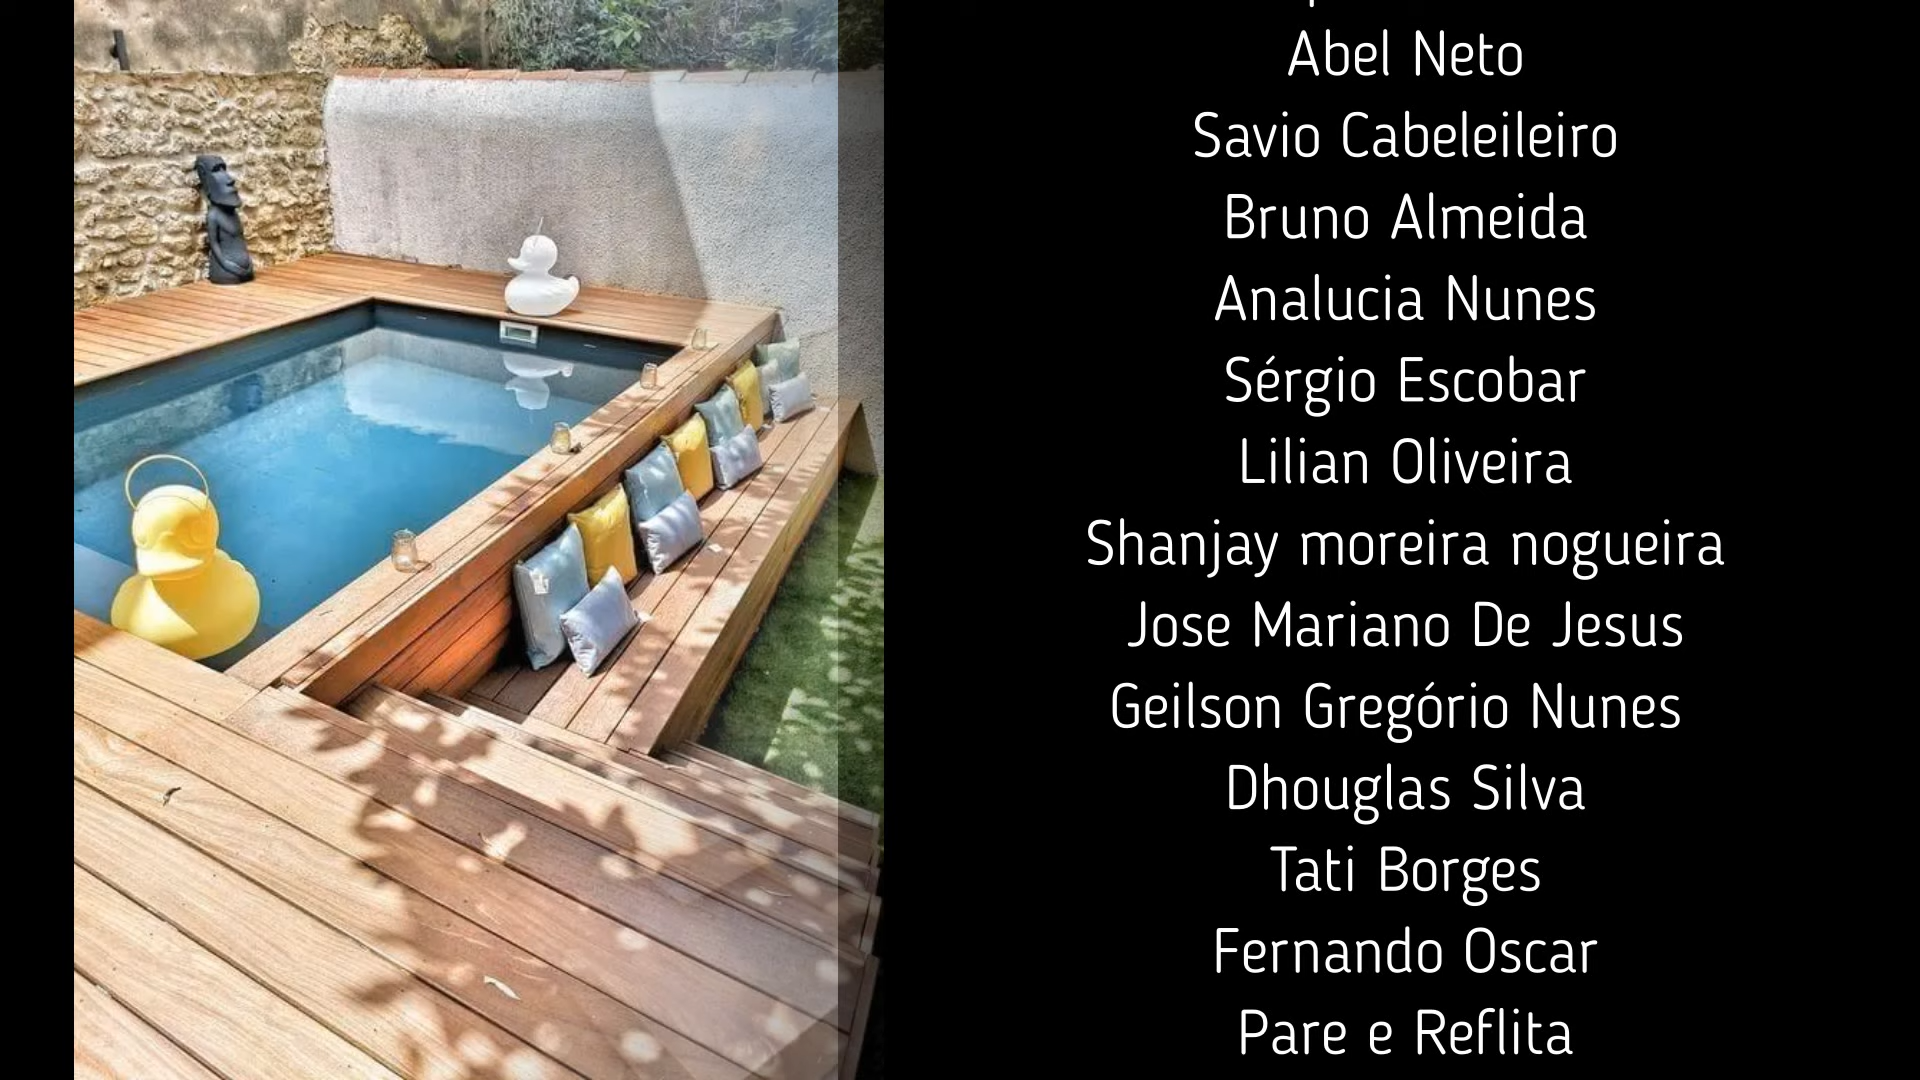 Abel Neto
Savio Cabeleileiro
Bruno Almeida
Analucia Nunes
Sérgio Escobar
Lilian Oliveira
Shanjay moreira nogueira
Jose Mariano De Jesus
Geilson Gregório Nunes
Dhouglas Silva
Tati Borges
Fernando Oscar
Pare e Reflita